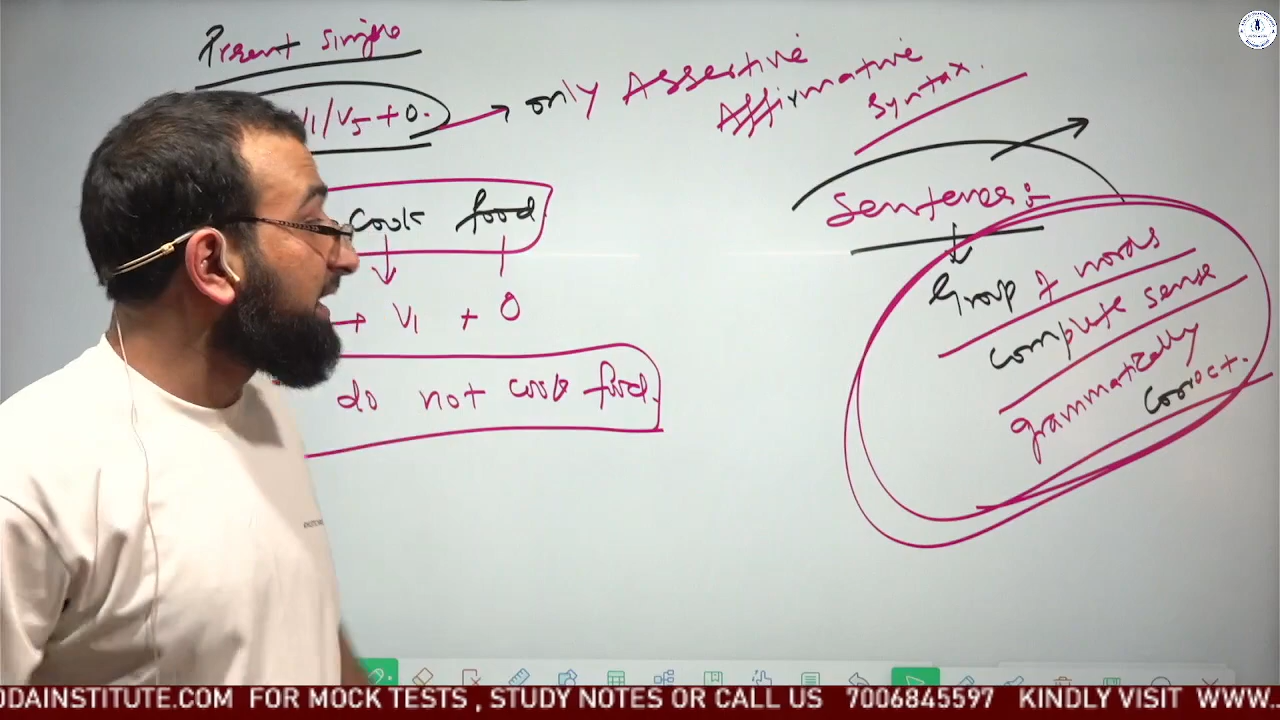 Present Simple
V1/V5 + O.
only Assertive
Affirmative
Syntax.
Cook food
V1 + O
do not cook food.
Sentence:-
Group of words
complete sense
grammatically
correct.
ODAINSTITUTE.COM FOR MOCK TESTS , STUDY NOTES OR CALL US 7006845597 KINDLY VISIT WWW.